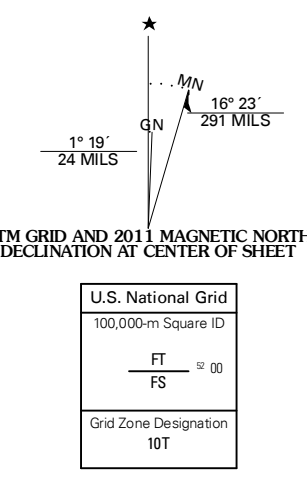 MN
GN
16° 23´
291 MILS
1° 19´
24 MILS
TM GRID AND 2011 MAGNETIC NORTH
DECLINATION AT CENTER OF SHEET
U.S. National Grid
100,000-m Square ID
FT
52 00
FS
Grid Zone Designation
10T